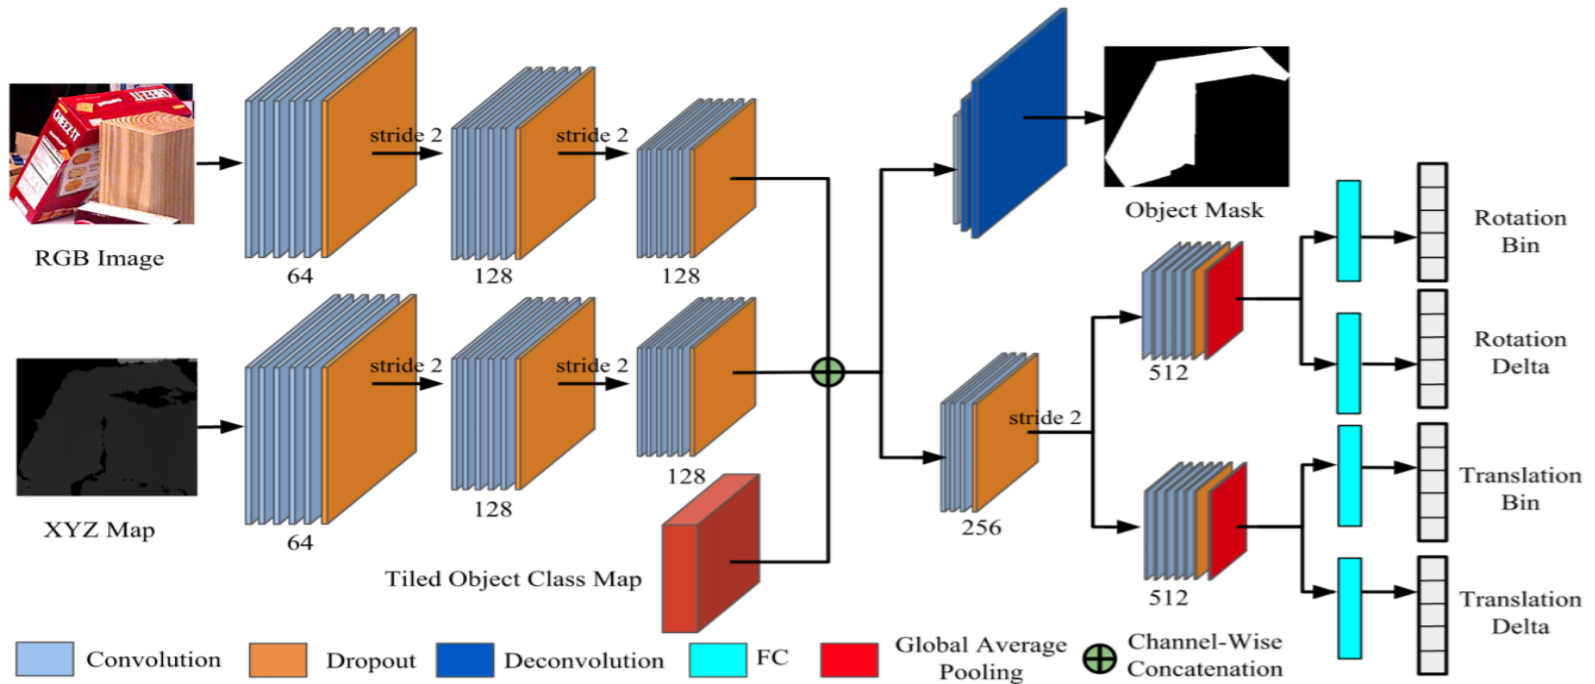 CHEEZ-IT
RGB Image
64
stride 2
128
stride 2
128
XYZ Map
64
stride 2
128
stride 2
128
Tiled Object Class Map
Object Mask
256
stride 2
512
512
Rotation
Bin
Rotation
Delta
Translation
Bin
Translation
Delta
Convolution
Dropout
Deconvolution
FC
Global Average
Pooling
Channel-Wise
Concatenation